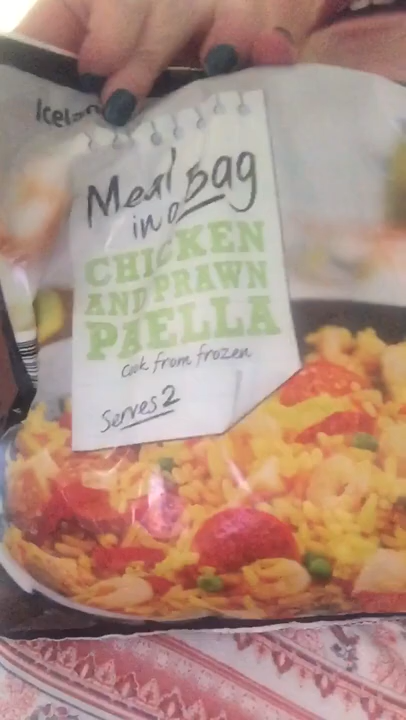 Iceland
Meal
in a bag
CHICKEN
AND PRAWN
PAELLA
Cook from frozen
Serves 2